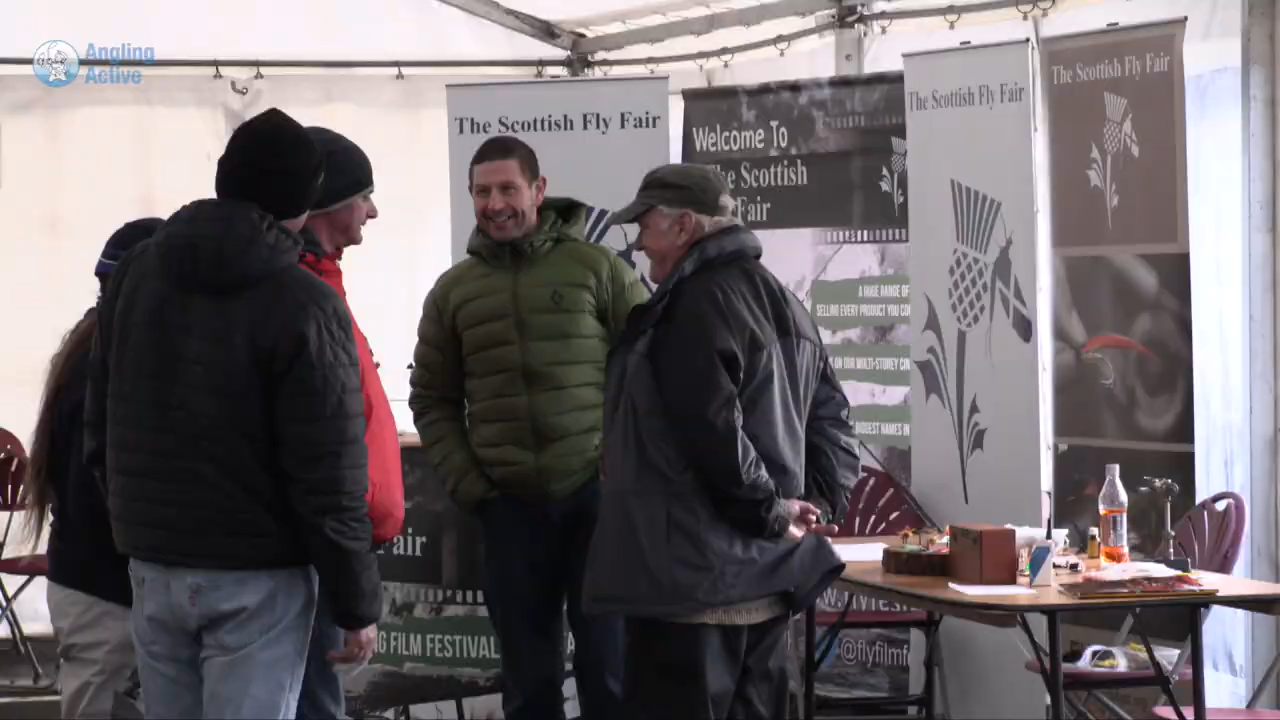 Angling
Active
The Scottish Fly Fair
Welcome To
The Scottish
Fair
The Scottish Fly Fair
The Scottish Fly Fair
A HUGE RANGE OF
SELLING EVERY PRODUCT YOU
ON OUR MULTI-STOREY
BIGGEST NAMES IN
Fair
FILM FESTIVAL